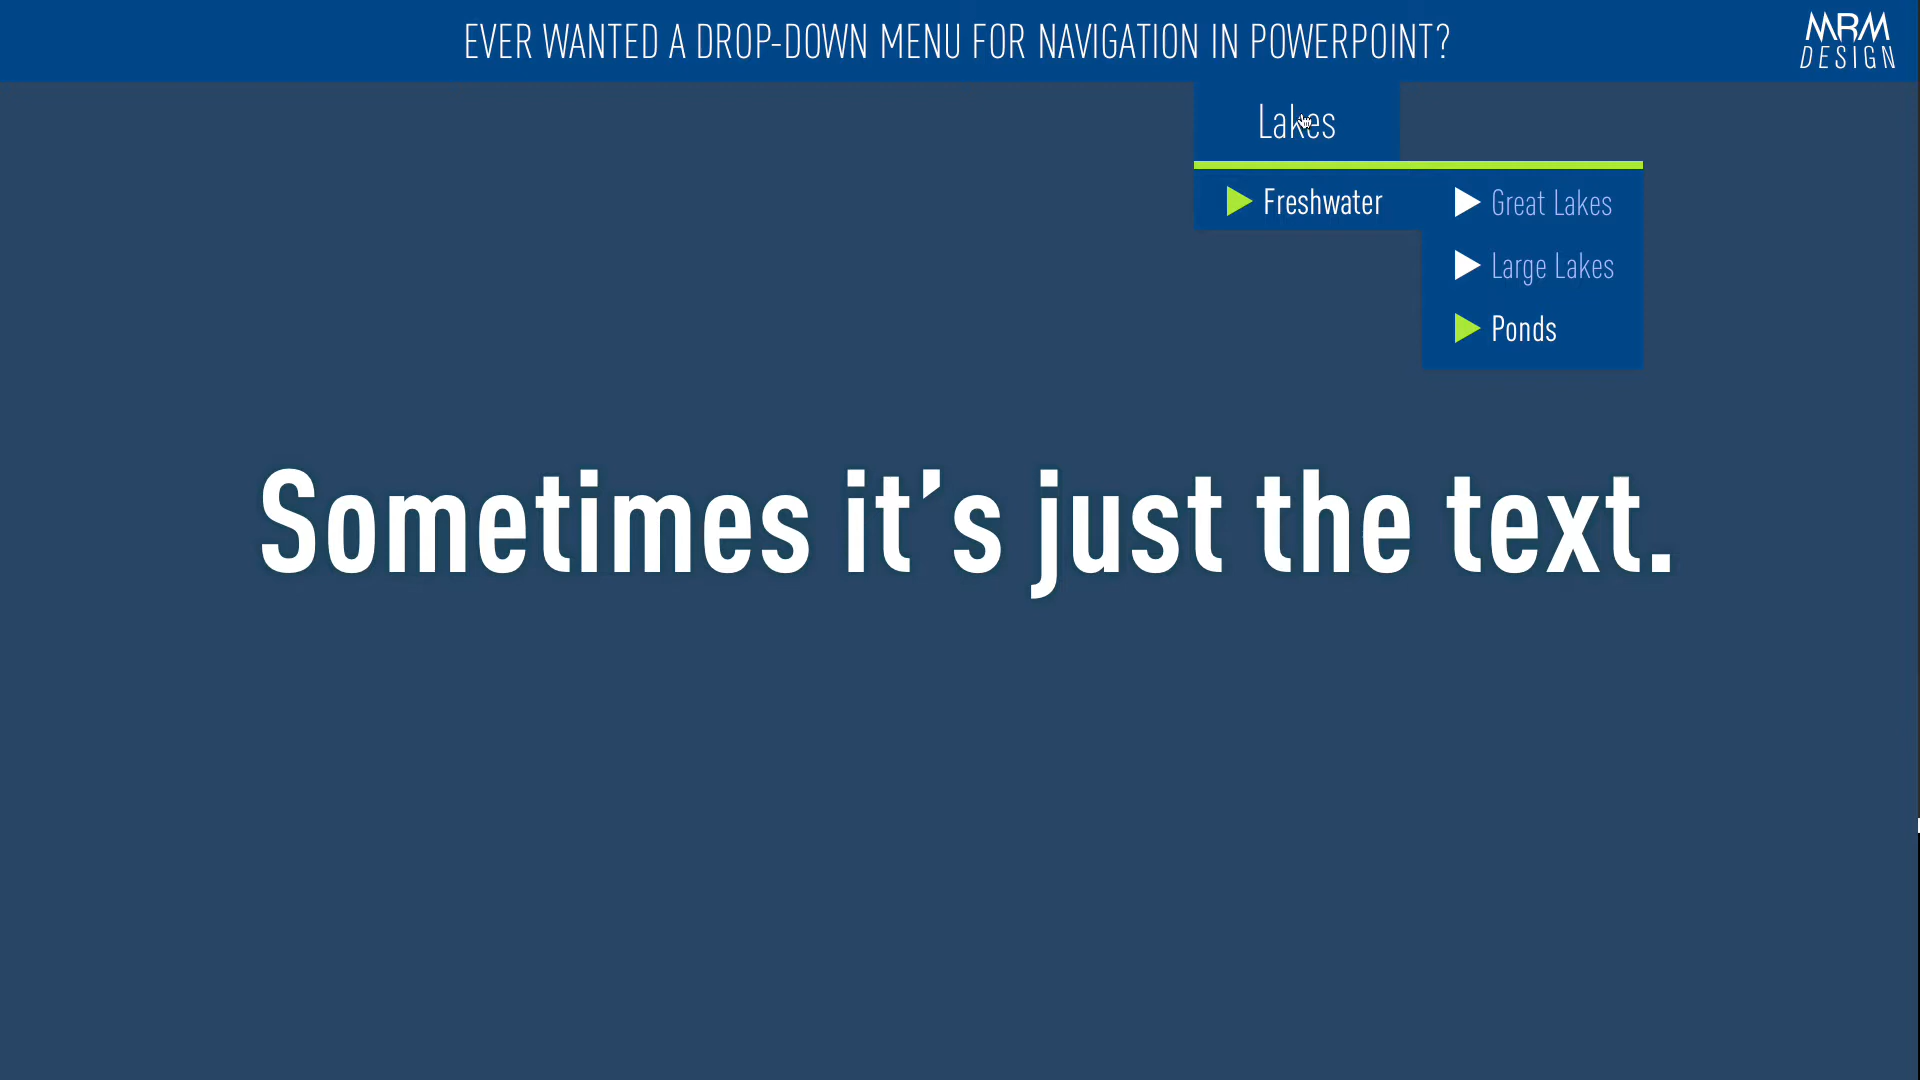 EVER WANTED A DROP-DOWN MENU FOR NAVIGATION IN POWERPOINT?
MRM
DESIGN
Lakes
Freshwater
Great Lakes
Large Lakes
Ponds
Sometimes it’s just the text.